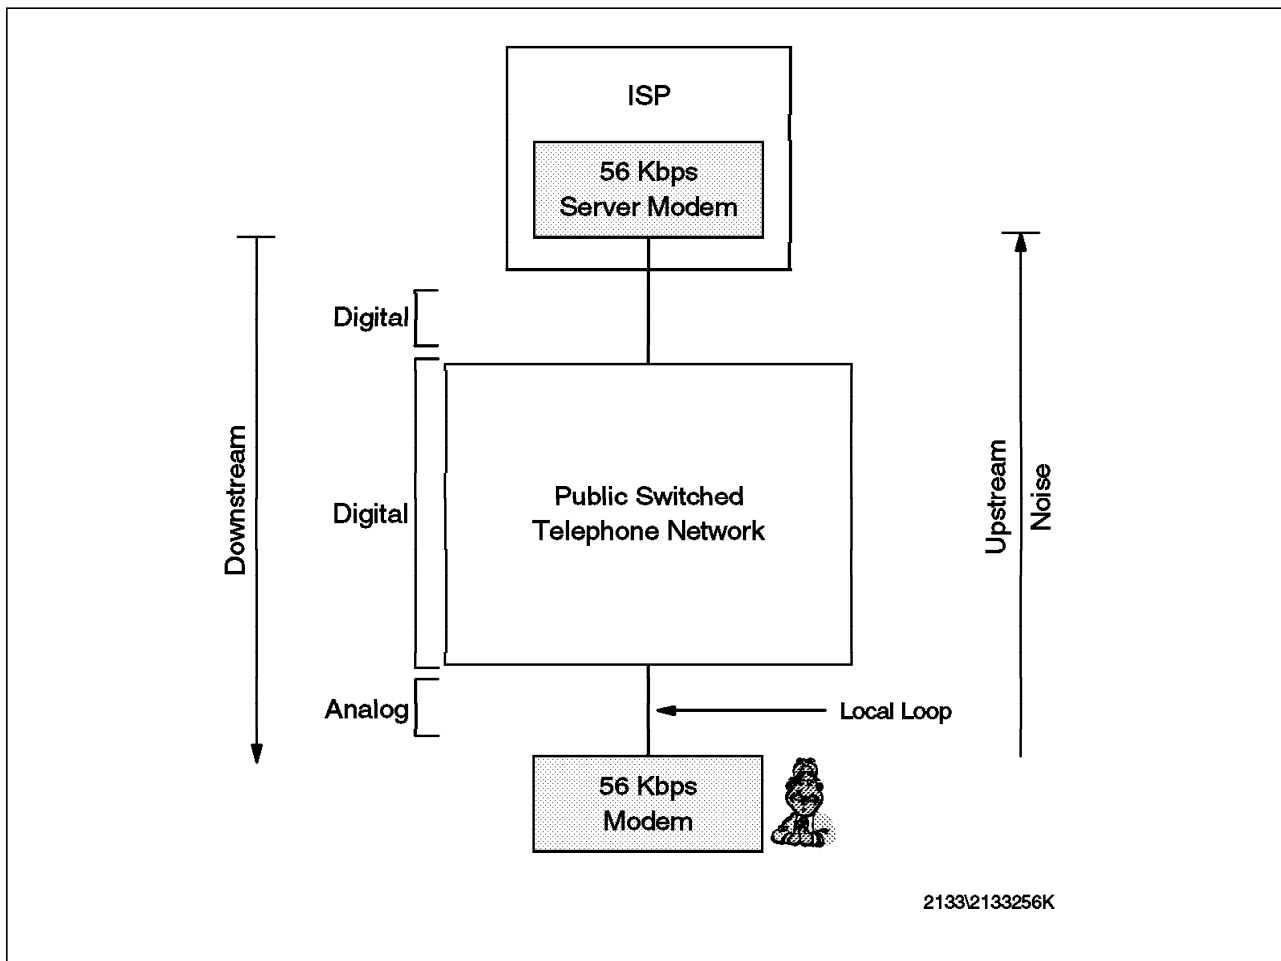 ISP
56 Kbps
Server Modem
Digital
Downstream
Digital
Public Switched
Telephone Network
Upstream
Noise
Analog
Local Loop
56 Kbps
Modem
2133\2133256K